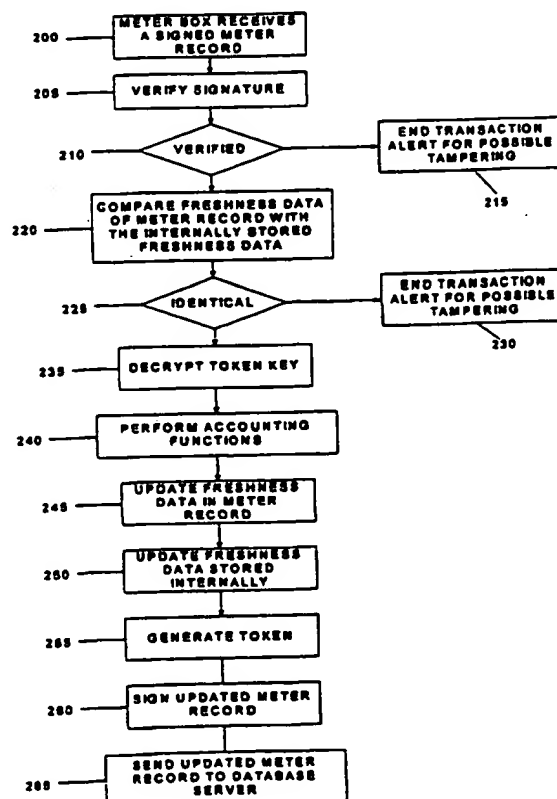 200
METER BOX RECEIVES
A SIGNED METER
RECORD
205
VERIFY SIGNATURE
210
VERIFIED
END TRANSACTION
ALERT FOR POSSIBLE
TAMPERING
215
220
COMPARE FRESHNESS DATA
OF METER RECORD WITH
THE INTERNALLY STORED
FRESHNESS DATA
225
IDENTICAL
END TRANSACTION
ALERT FOR POSSIBLE
TAMPERING
230
235
DECRYPT TOKEN KEY
240
PERFORM ACCOUNTING
FUNCTIONS
245
UPDATE FRESHNESS
DATA IN METER
RECORD
250
UPDATE FRESHNESS
DATA STORED
INTERNALLY
255
GENERATE TOKEN
260
SIGN UPDATED METER
RECORD
265
SEND UPDATED METER
RECORD TO DATABASE
SERVER